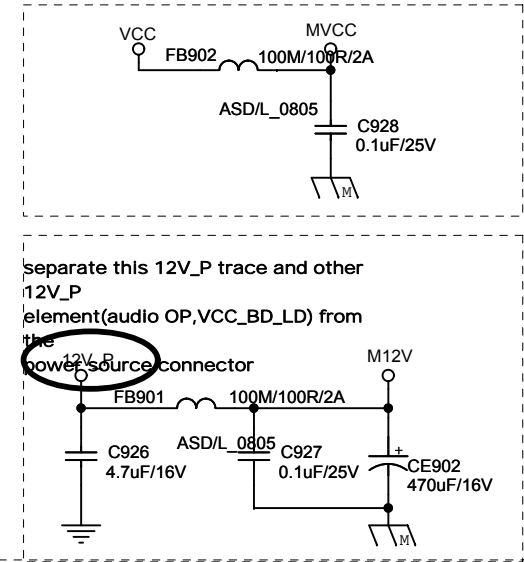 VCC
MVCC
FB902
100M/100R/2A
ASD/L_0805
C928
0.1uF/25V
M
separate this 12V_P trace and other
12V_P
element(audio OP,VCC_BD_LD) from
the
power source connector
12V_P
M12V
FB901
100M/100R/2A
ASD/L_0805
C926
4.7uF/16V
C927
0.1uF/25V
+
CE902
470uF/16V
M